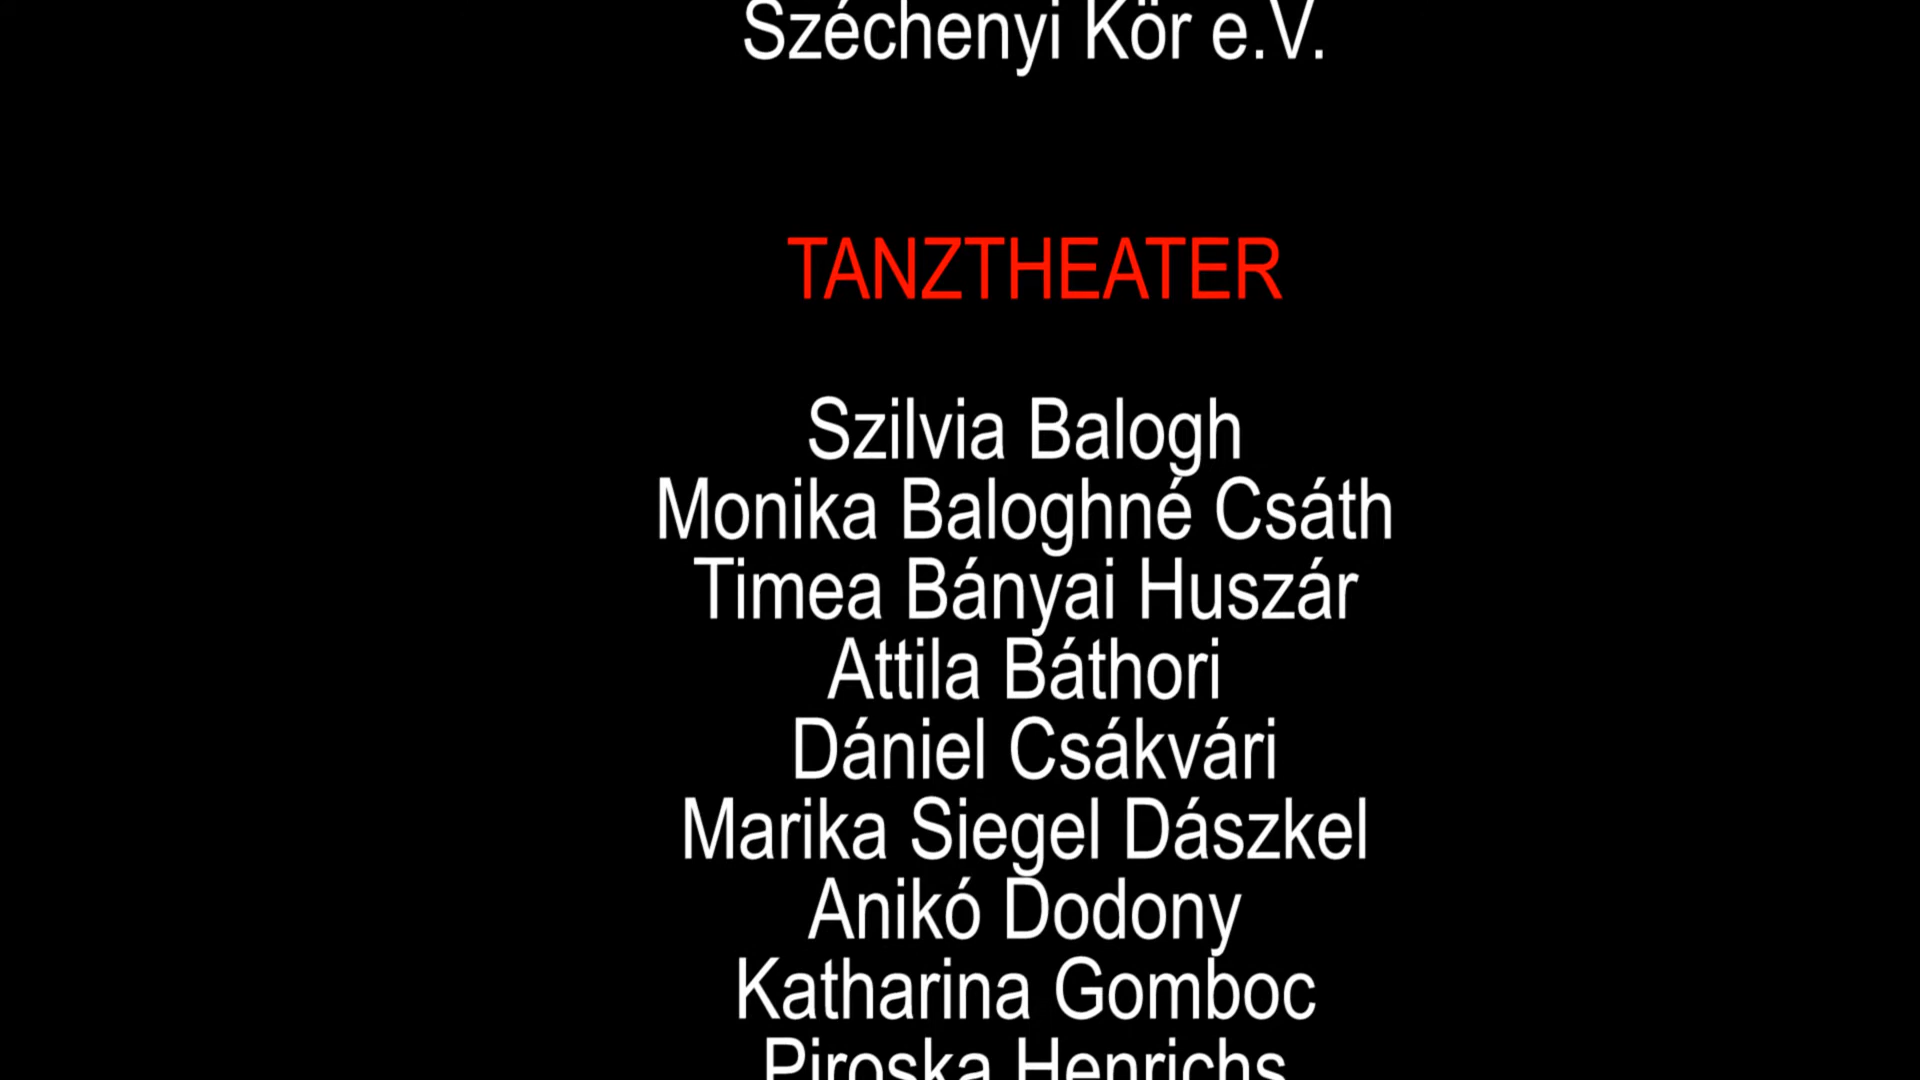 Széchenyi Kör e.V.
TANZTHEATER
Szilvia Balogh
Monika Baloghné Csáth
Timea Bányai Huszár
Attila Báthori
Dániel Csákvári
Marika Siegel Dászkel
Anikó Dodony
Katharina Gomboc
Piroska Henrichs